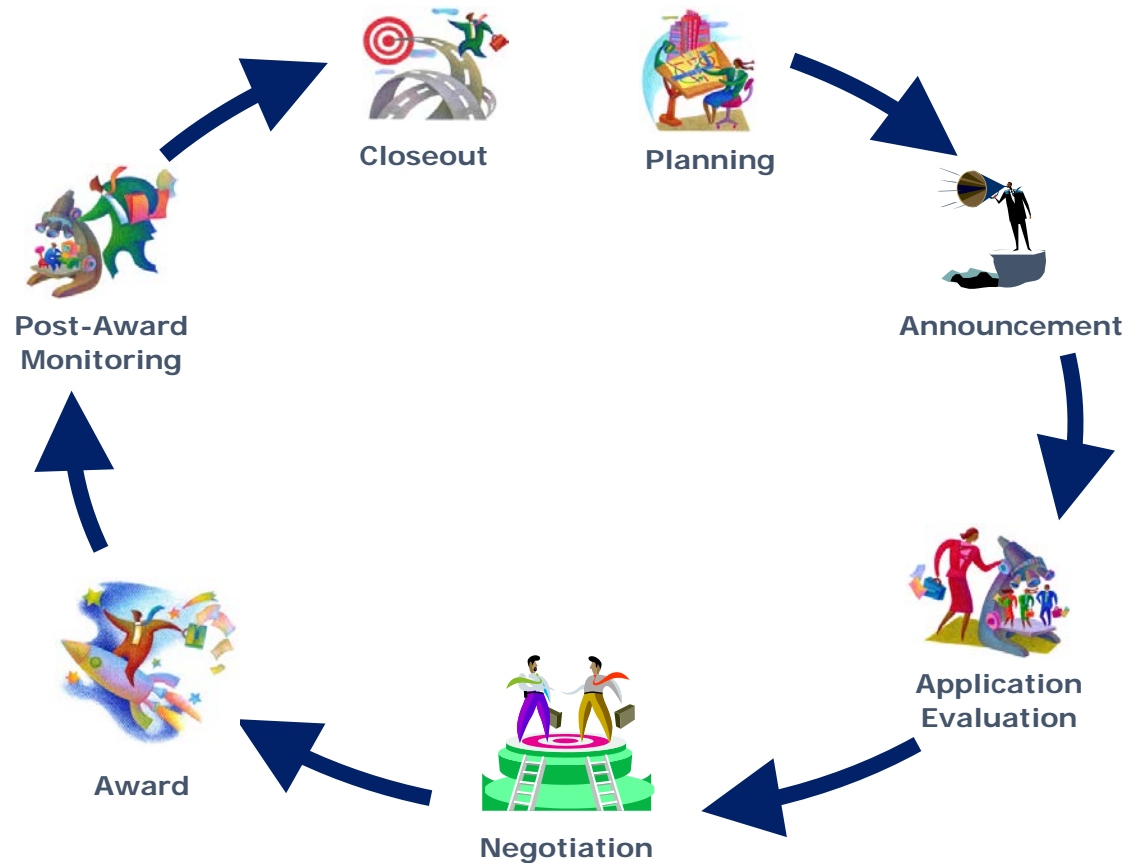 Closeout
Planning
Announcement
Application
Evaluation
Negotiation
Award
Post-Award
Monitoring